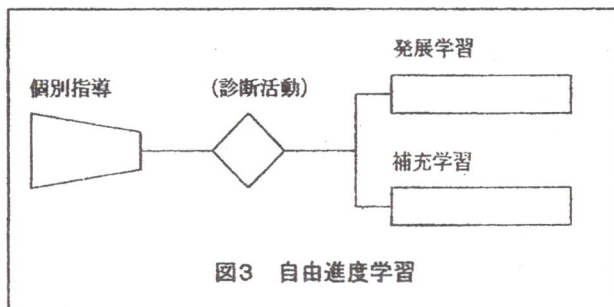 発展学習
個別指導
(診断活動)
補充学習
図3 自由進度学習